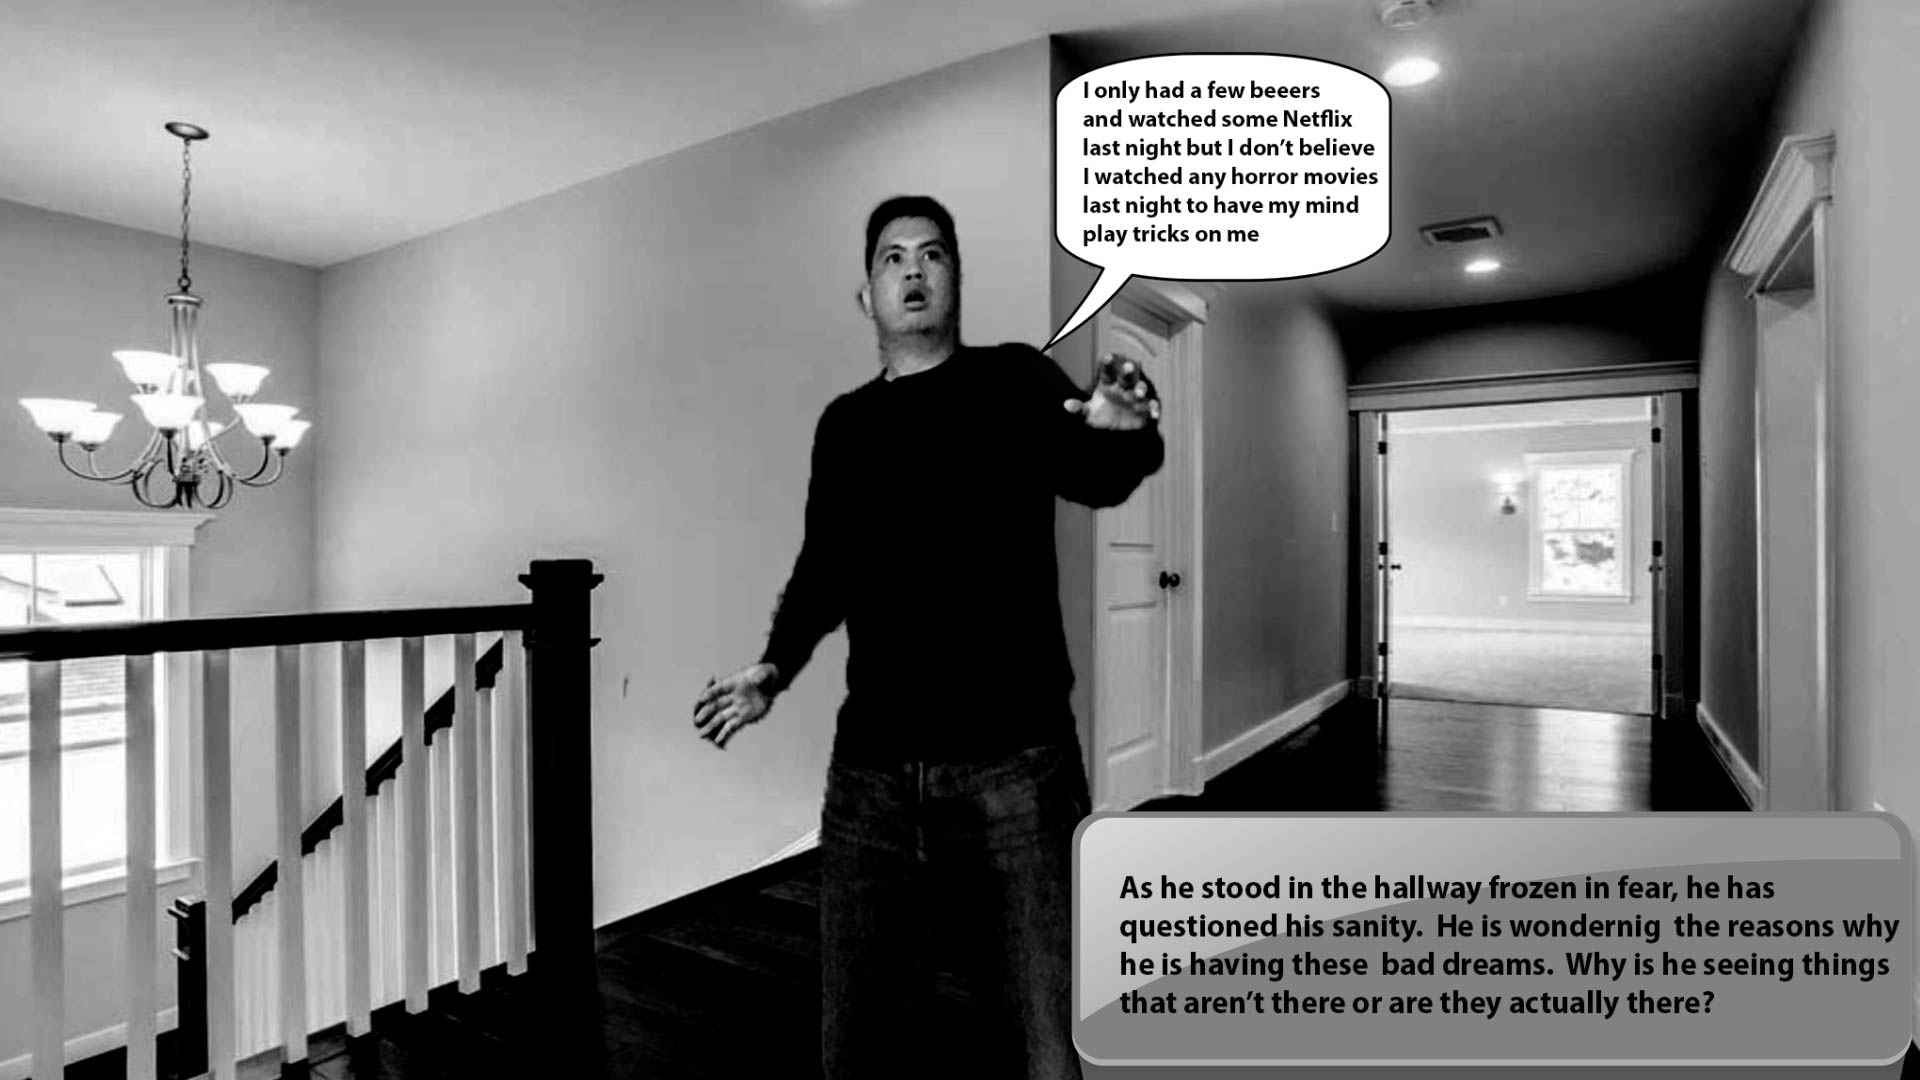 I only had a few beeers
and watched some Netflix
last night but I don't believe
I watched any horror movies
last night to have my mind
play tricks on me
As he stood in the hallway frozen in fear, he has
questioned his sanity.  He is wondernig  the reasons why
he is having these  bad dreams.  Why is he seeing things
that aren't there or are they actually there?